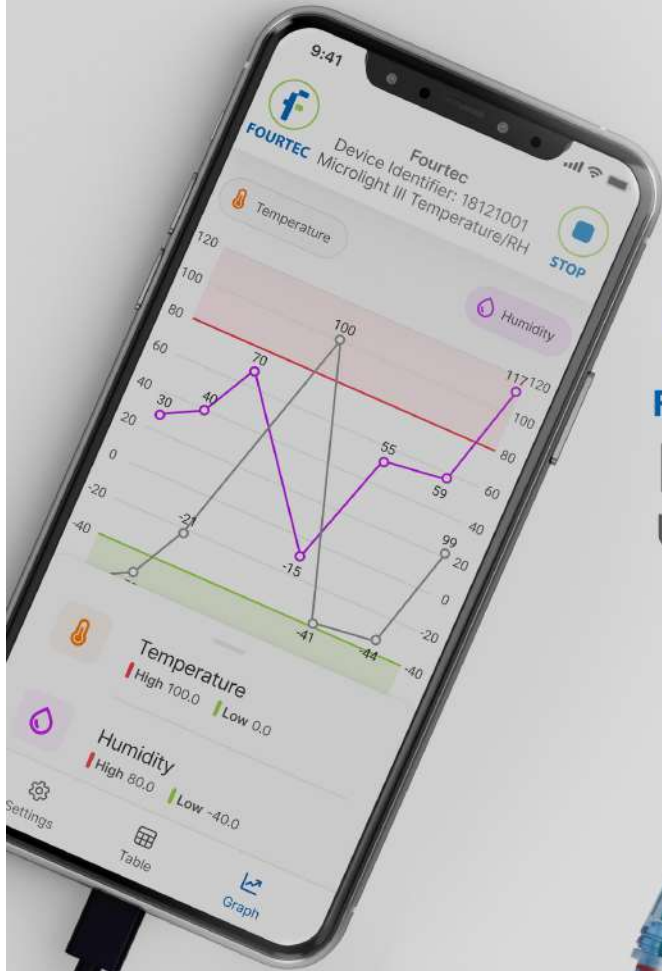 9:41
FOURTEC
Fourtec
Device Identifier: 18121001
Microlight III Temperature/RH
STOP
Temperature
Humidity
120
100
80
60
40
20
0
-20
-40
30
40
70
-21
100
-15
-41
55
59
-44
99
117
120
100
80
60
40
20
0
-20
-40
Temperature
High 100.0
Low 0.0
Humidity
High 80.0
Low -40.0
Settings
Table
Graph